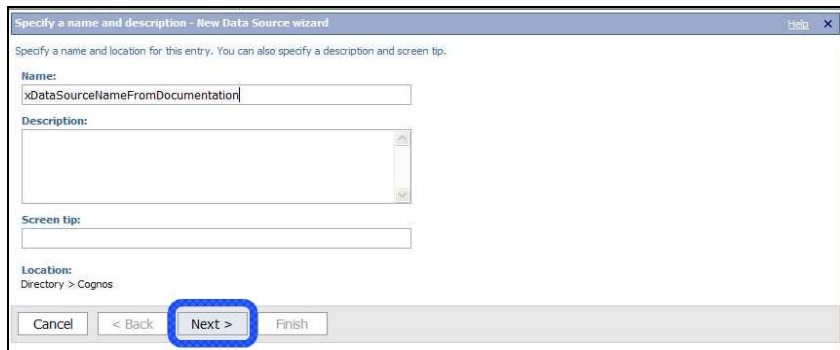 Specify a name and description - New Data Source wizard Help X
Specify a name and location for this entry. You can also specify a description and screen tip.
Name:
xDataSourceNameFromDocumentation
Description:
Screen tip:
Location:
Directory > Cognos
Cancel < Back Next > Finish